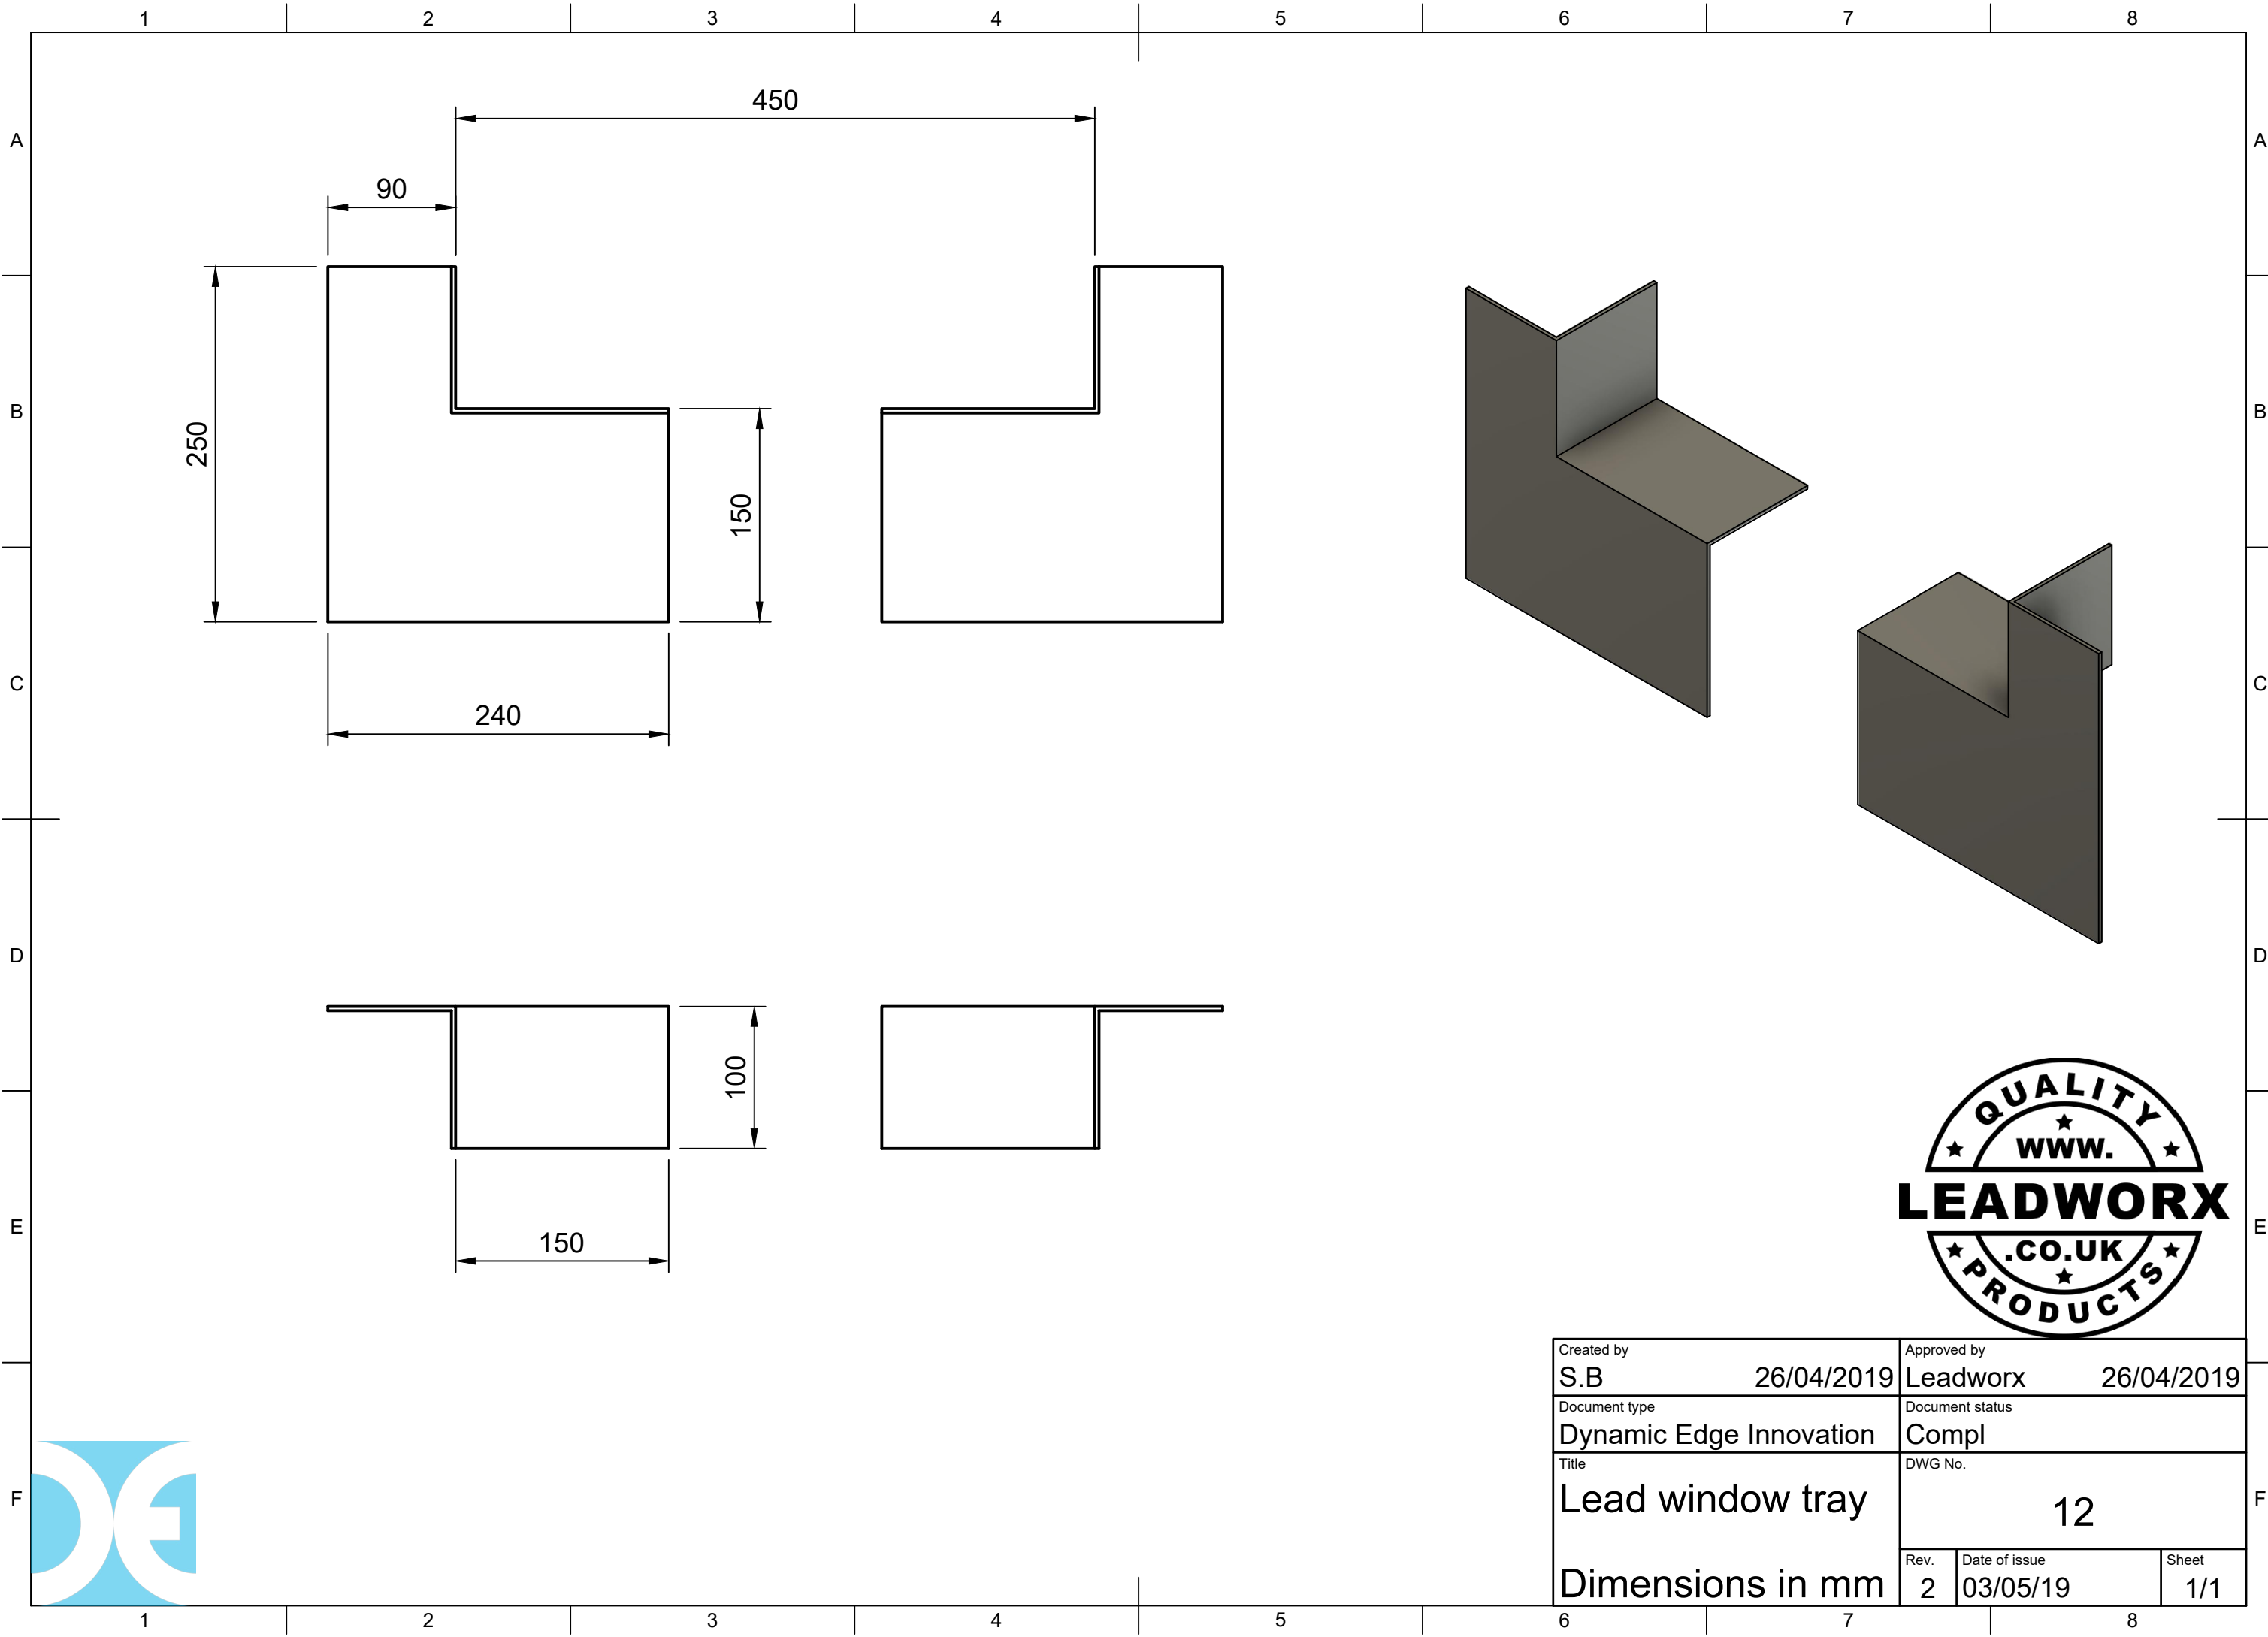 1 2 3 4 5 6 7 8
A A
450
90
B B
250
150
C C
240
D D
100
E E
150
QUALITY
WWW.
LEADWORX
.CO.UK
PRODUCTS
Created by
S.B 26/04/2019
Approved by
Leadworx 26/04/2019
Document type
Dynamic Edge Innovation
Document status
Compl
Title
Lead window tray
Dimensions in mm
DWG No.
12
Rev.
2
Date of issue
03/05/19
Sheet
1/1
F F
DE
1 2 3 4 5 6 7 8